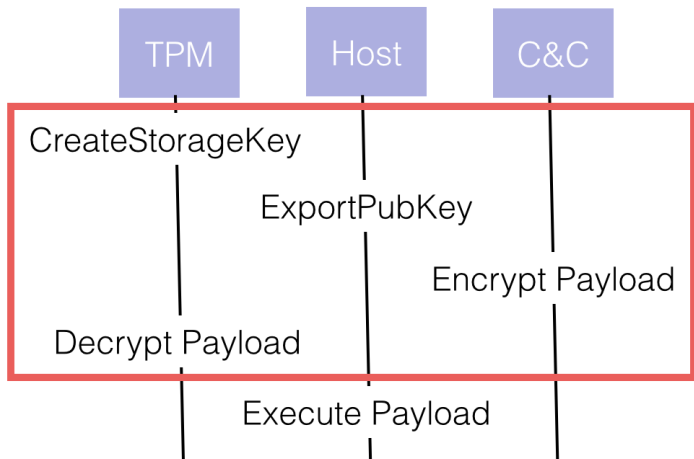 TPM
Host
C&C
CreateStorageKey
ExportPubKey
Encrypt Payload
Decrypt Payload
Execute Payload